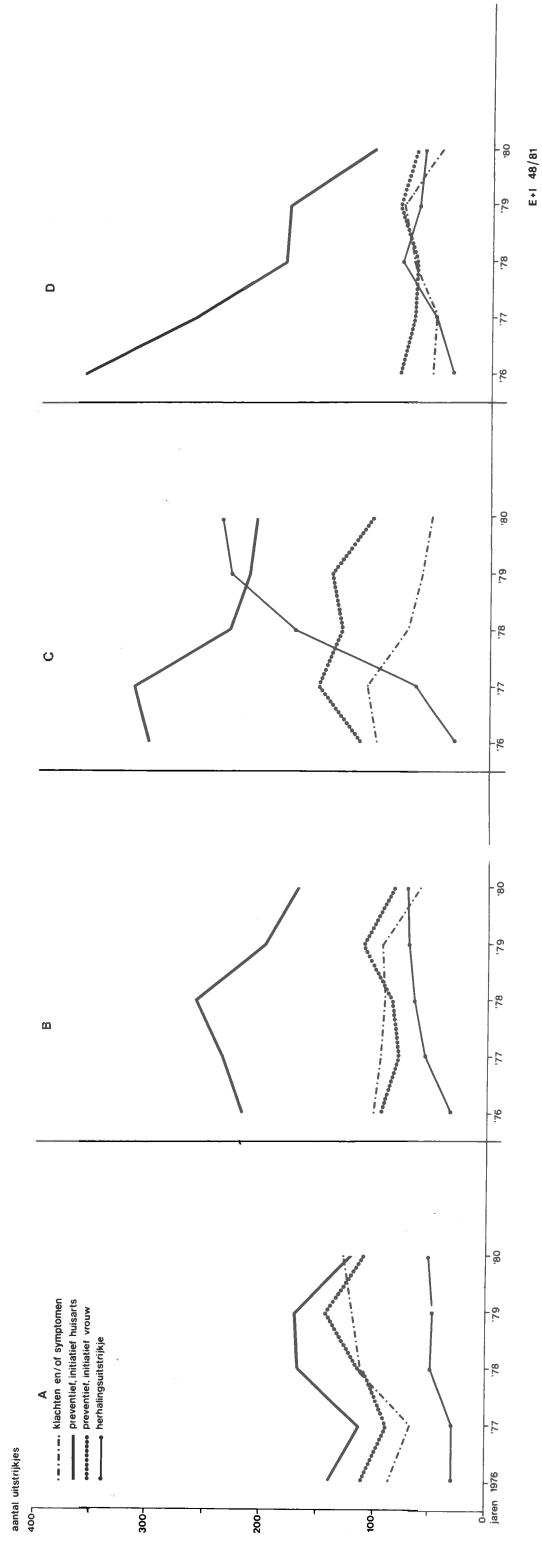 aantal uitstrijkjes
400
300
200
100
0
A
klachten en/of symptomen
preventief, initiatief huisarts
preventief, initiatief vrouw
herhalingsuitstrijkje
jaren 1976 '77 '78 '79 '80
B
'76 '77 '78 '79 '80
C
'76 '77 '78 '79 '80
D
'76 '77 '78 '79 '80
E+I 48/81